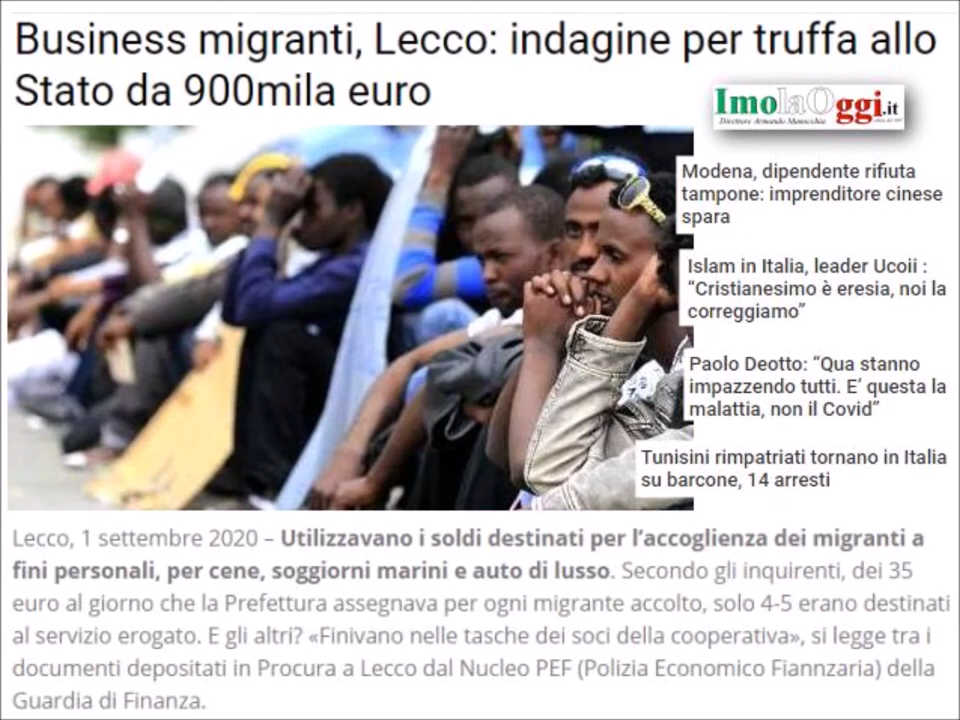 Business migranti, Lecco: indagine per truffa allo
Stato da 900mila euro
ImolaOggi.it
Direttore Armando Manocchia
Modena, dipendente rifiuta
tampone: imprenditore cinese
spara
Islam in Italia, leader Ucoii :
“Cristianesimo è eresia, noi la
correggiamo”
Paolo Deotto: “Qua stanno
impazzendo tutti. E’ questa la
malattia, non il Covid”
Tunisini rimpatriati tornano in Italia
su barcone, 14 arresti
Lecco, 1 settembre 2020 – Utilizzavano i soldi destinati per l’accoglienza dei migranti a
fini personali, per cene, soggiorni marini e auto di lusso. Secondo gli inquirenti, dei 35
euro al giorno che la Prefettura assegnava per ogni migrante accolto, solo 4-5 erano destinati
al servizio erogato. E gli altri? «Finivano nelle tasche dei soci della cooperativa», si legge tra i
documenti depositati in Procura a Lecco dal Nucleo PEF (Polizia Economico Fiannzaria) della
Guardia di Finanza.